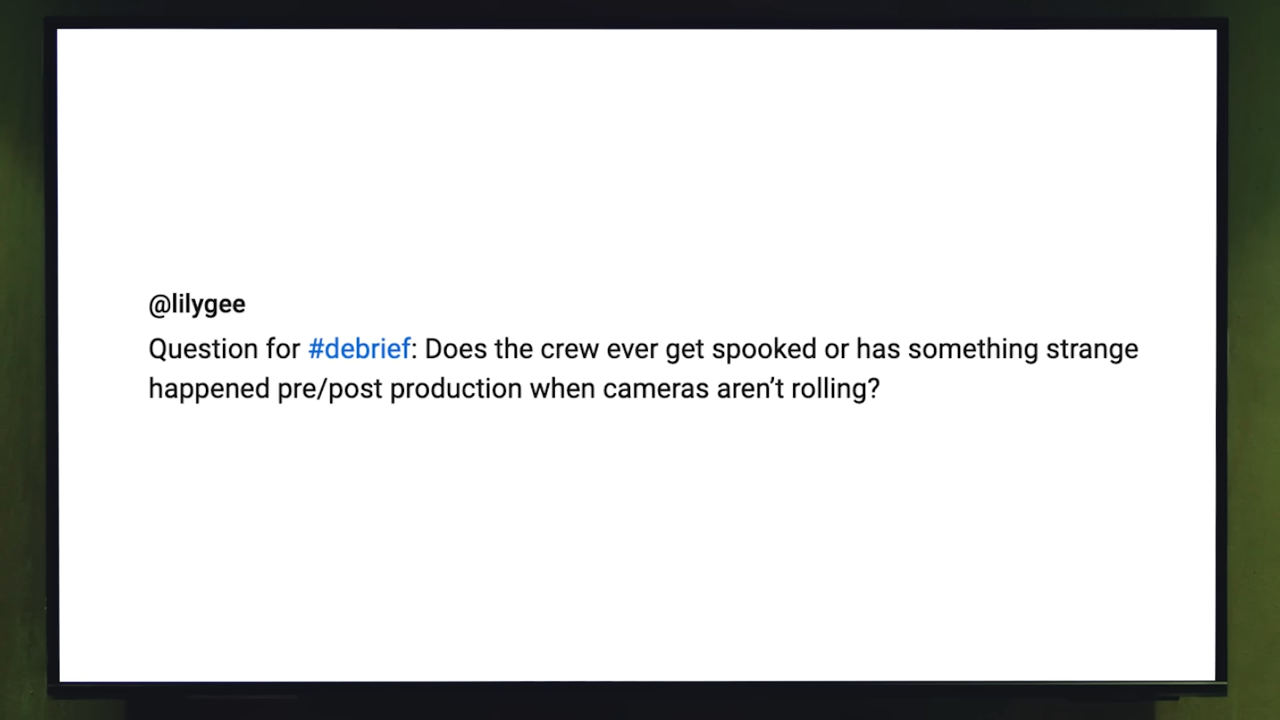 @lilygee
Question for #debrief: Does the crew ever get spooked or has something strange
happened pre/post production when cameras aren’t rolling?